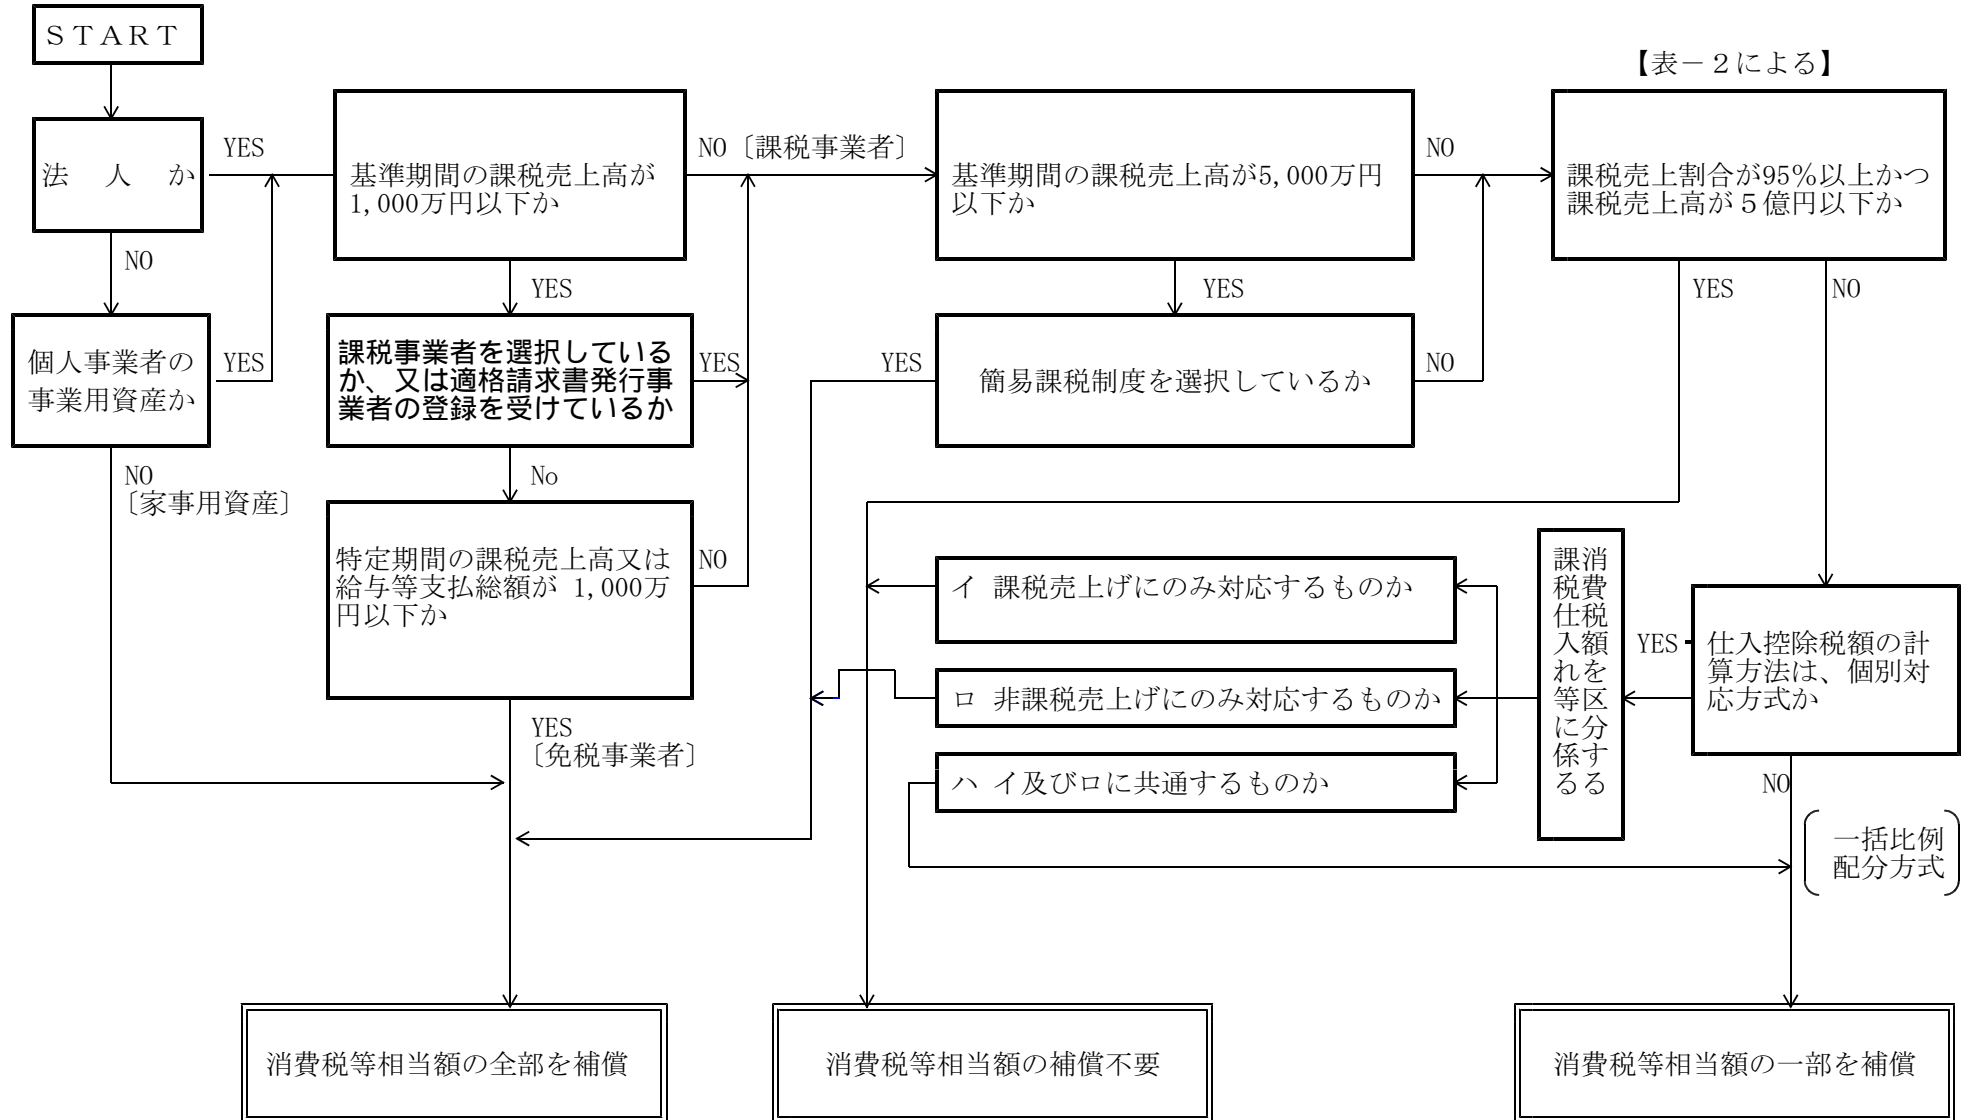 ＳＴＡＲＴ
【表－２による】
法　人　か
YES
NO
基準期間の課税売上高が
1,000万円以下か
NO〔課税事業者〕
YES
基準期間の課税売上高が5,000万円
以下か
NO
YES
課税売上割合が95％以上かつ
課税売上高が５億円以下か
YES
NO
個人事業者の
事業用資産か
YES
NO
〔家事用資産〕
課税事業者を選択している
か、又は適格請求書発行事
業者の登録を受けているか
YES
No
YES
簡易課税制度を選択しているか
NO
特定期間の課税売上高又は
給与等支払総額が 1,000万
円以下か
NO
YES
〔免税事業者〕
イ 課税売上げにのみ対応するものか
ロ 非課税売上げにのみ対応するものか
ハ イ及びロに共通するものか
課税仕入れ等に係る
消費税額を区分する
YES
仕入控除税額の計
算方法は、個別対
応方式か
NO
一括比例
配分方式
消費税等相当額の全部を補償
消費税等相当額の補償不要
消費税等相当額の一部を補償